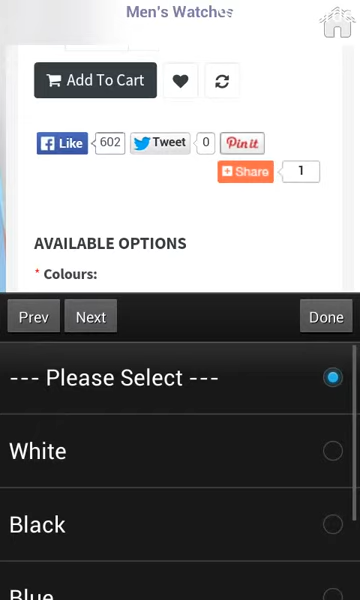 Men's Watches
Add To Cart
Like 602 Tweet 0 Pin it
Share 1
AVAILABLE OPTIONS
* Colours:
Prev Next Done
--- Please Select ---
White
Black
Blue